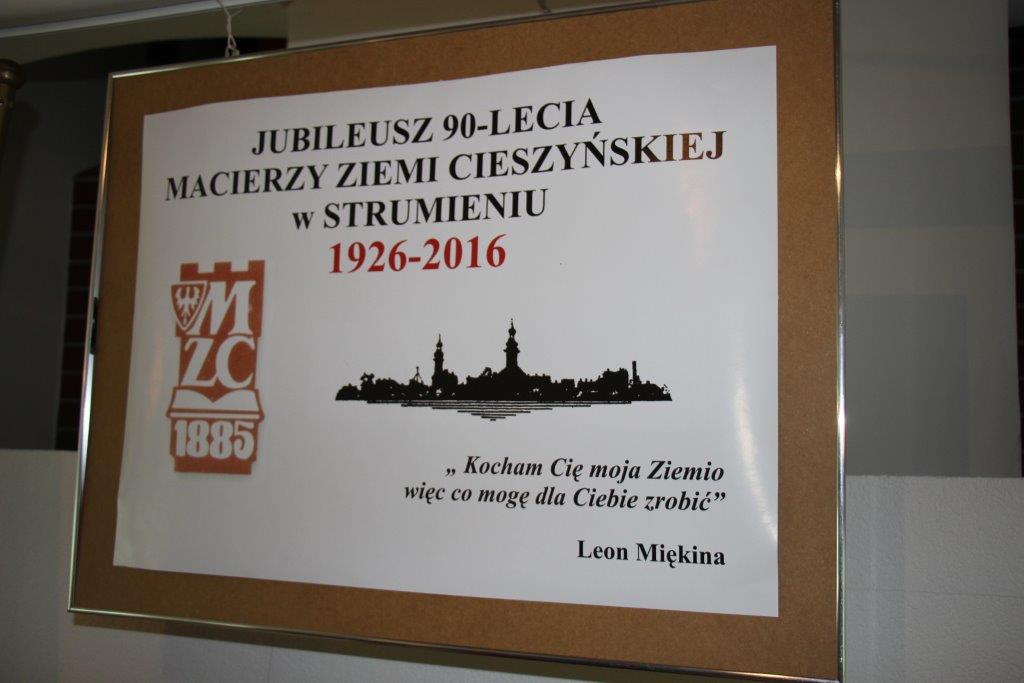 JUBILEUSZ 90-LECIA
MACIERZY ZIEMI CIESZYŃSKIEJ
w STRUMIENIU
1926-2016
M
ZC
1885
„ Kocham Cię moja Ziemio
więc co mogę dla Ciebie zrobić”
Leon Miękina